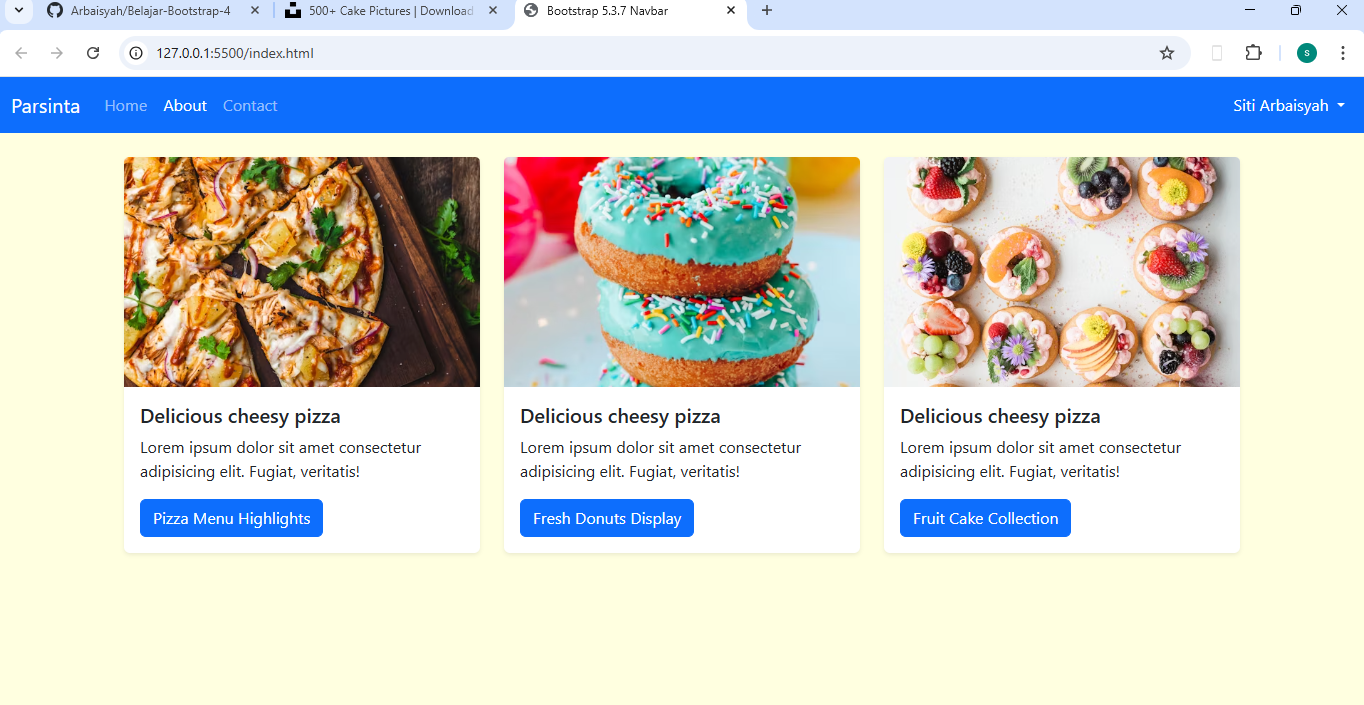 Arbaisyah/Belajar-Bootstrap-4
500+ Cake Pictures | Download
Bootstrap 5.3.7 Navbar
127.0.0.1:5500/index.html
S
Parsinta Home About Contact Siti Arbaisyah
Delicious cheesy pizza
Lorem ipsum dolor sit amet consectetur
adipisicing elit. Fugiat, veritatis!
Pizza Menu Highlights
Delicious cheesy pizza
Lorem ipsum dolor sit amet consectetur
adipisicing elit. Fugiat, veritatis!
Fresh Donuts Display
Delicious cheesy pizza
Lorem ipsum dolor sit amet consectetur
adipisicing elit. Fugiat, veritatis!
Fruit Cake Collection